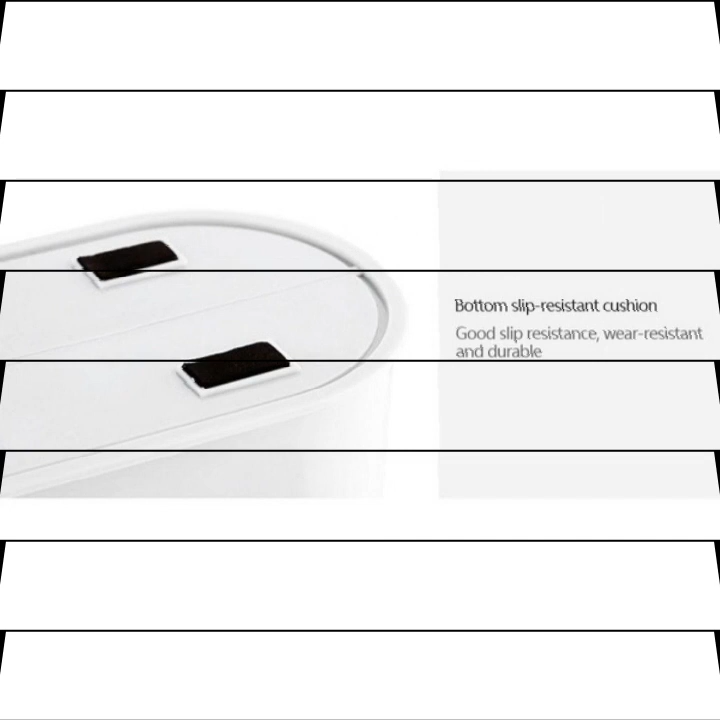 Bottom slip-resistant cushion
Good slip resistance, wear-resistant
and durable